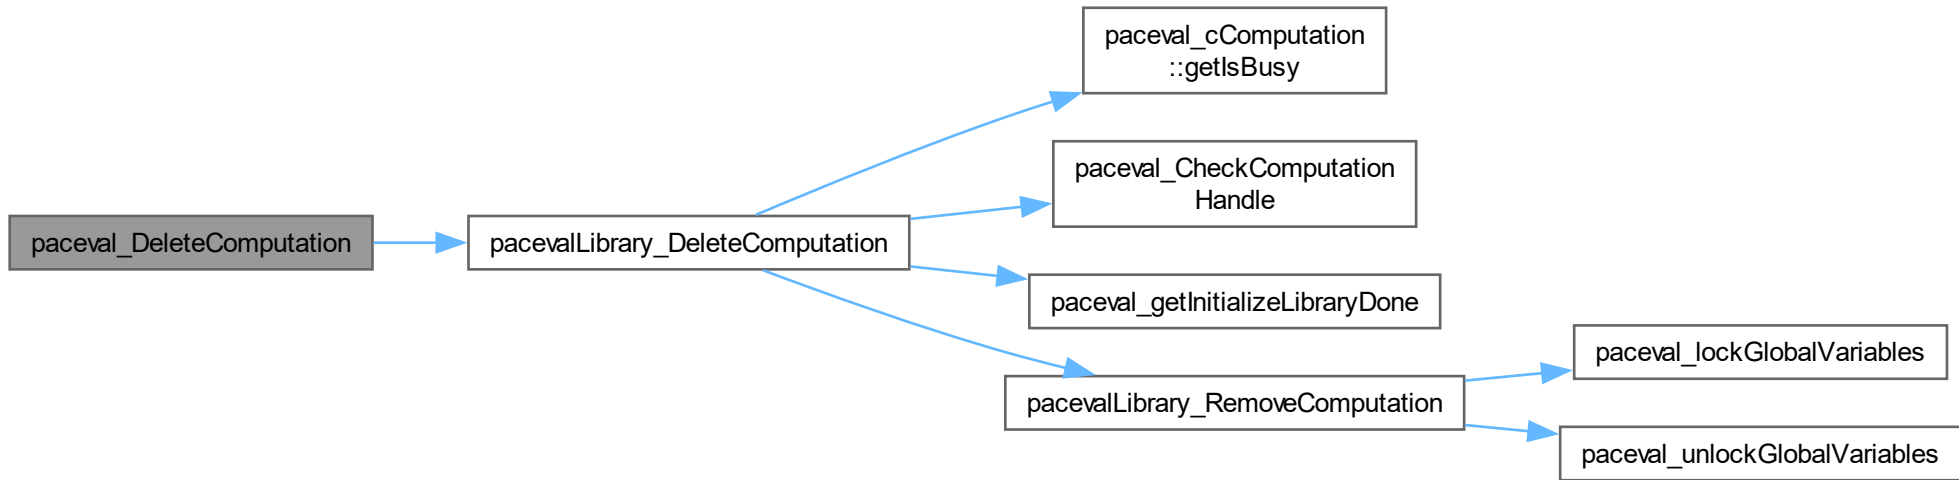 paceval_cComputation
::getIsBusy
paceval_CheckComputation
Handle
paceval_DeleteComputation
pacevalLibrary_DeleteComputation
paceval_getInitializeLibraryDone
paceval_lockGlobalVariables
pacevalLibrary_RemoveComputation
paceval_unlockGlobalVariables